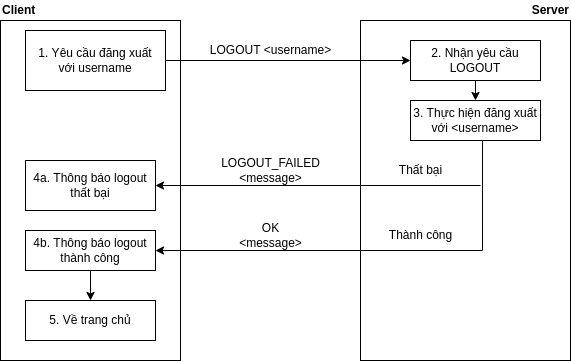 Client
Server
1. Yêu cầu đăng xuất
với username
LOGOUT <username>
2. Nhận yêu cầu
LOGOUT
3. Thực hiện đăng xuất
với <username>
4a. Thông báo logout
thất bại
LOGOUT_FAILED
<message>
Thất bại
4b. Thông báo logout
thành công
OK
<message>
Thành công
5. Về trang chủ